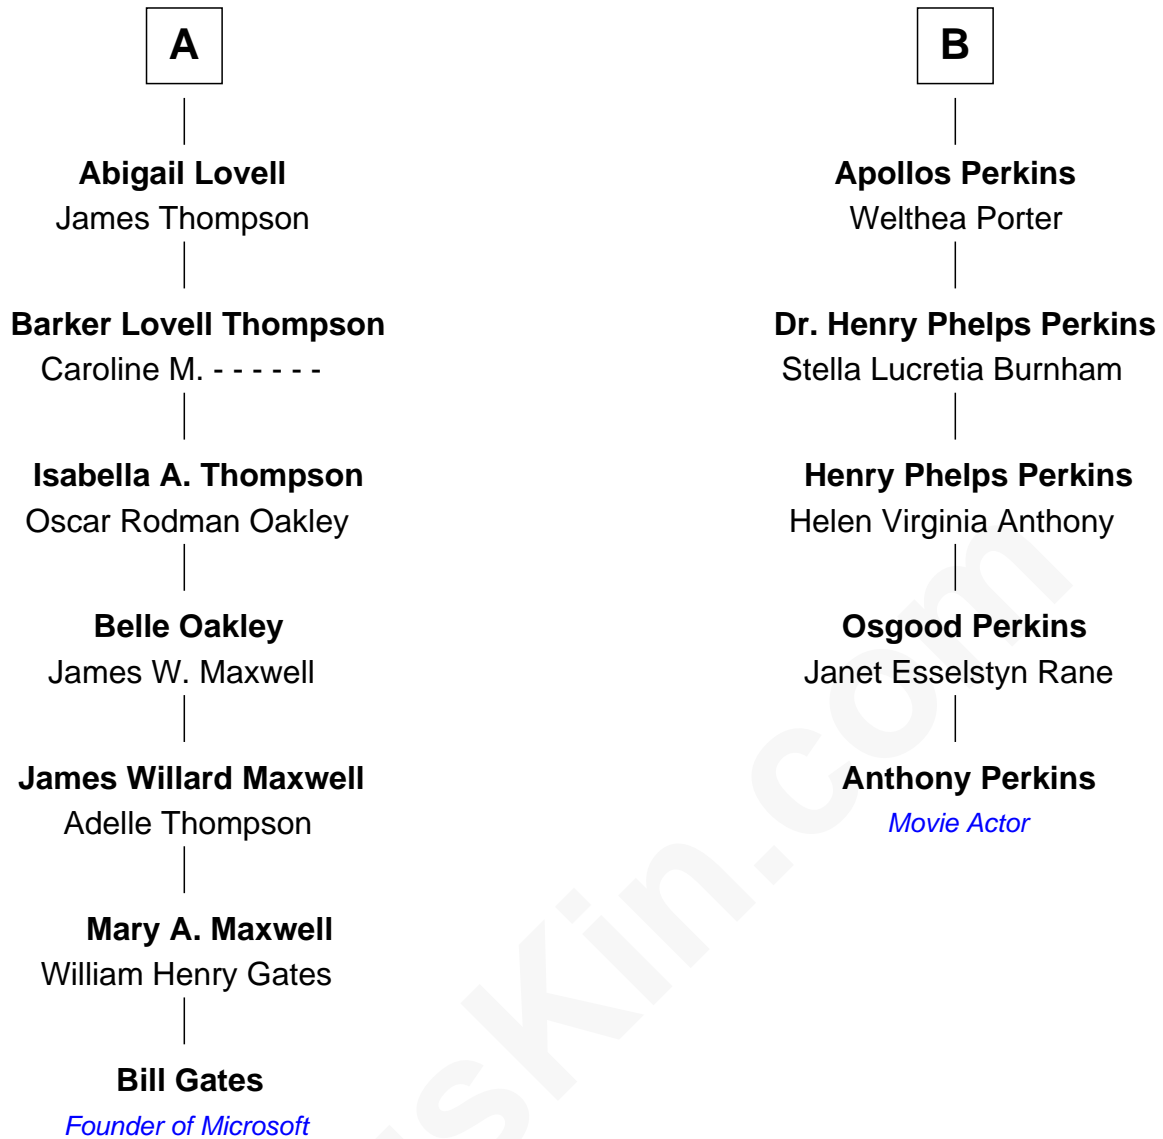 A
Abigail Lovell
James Thompson
Barker Lovell Thompson
Caroline M. - - - - - -
Isabella A. Thompson
Oscar Rodman Oakley
Belle Oakley
James W. Maxwell
James Willard Maxwell
Adelle Thompson
Mary A. Maxwell
William Henry Gates
Bill Gates
Founder of Microsoft
B
Apollos Perkins
Welthea Porter
Dr. Henry Phelps Perkins
Stella Lucretia Burnham
Henry Phelps Perkins
Helen Virginia Anthony
Osgood Perkins
Janet Esselstyn Rane
Anthony Perkins
Movie Actor